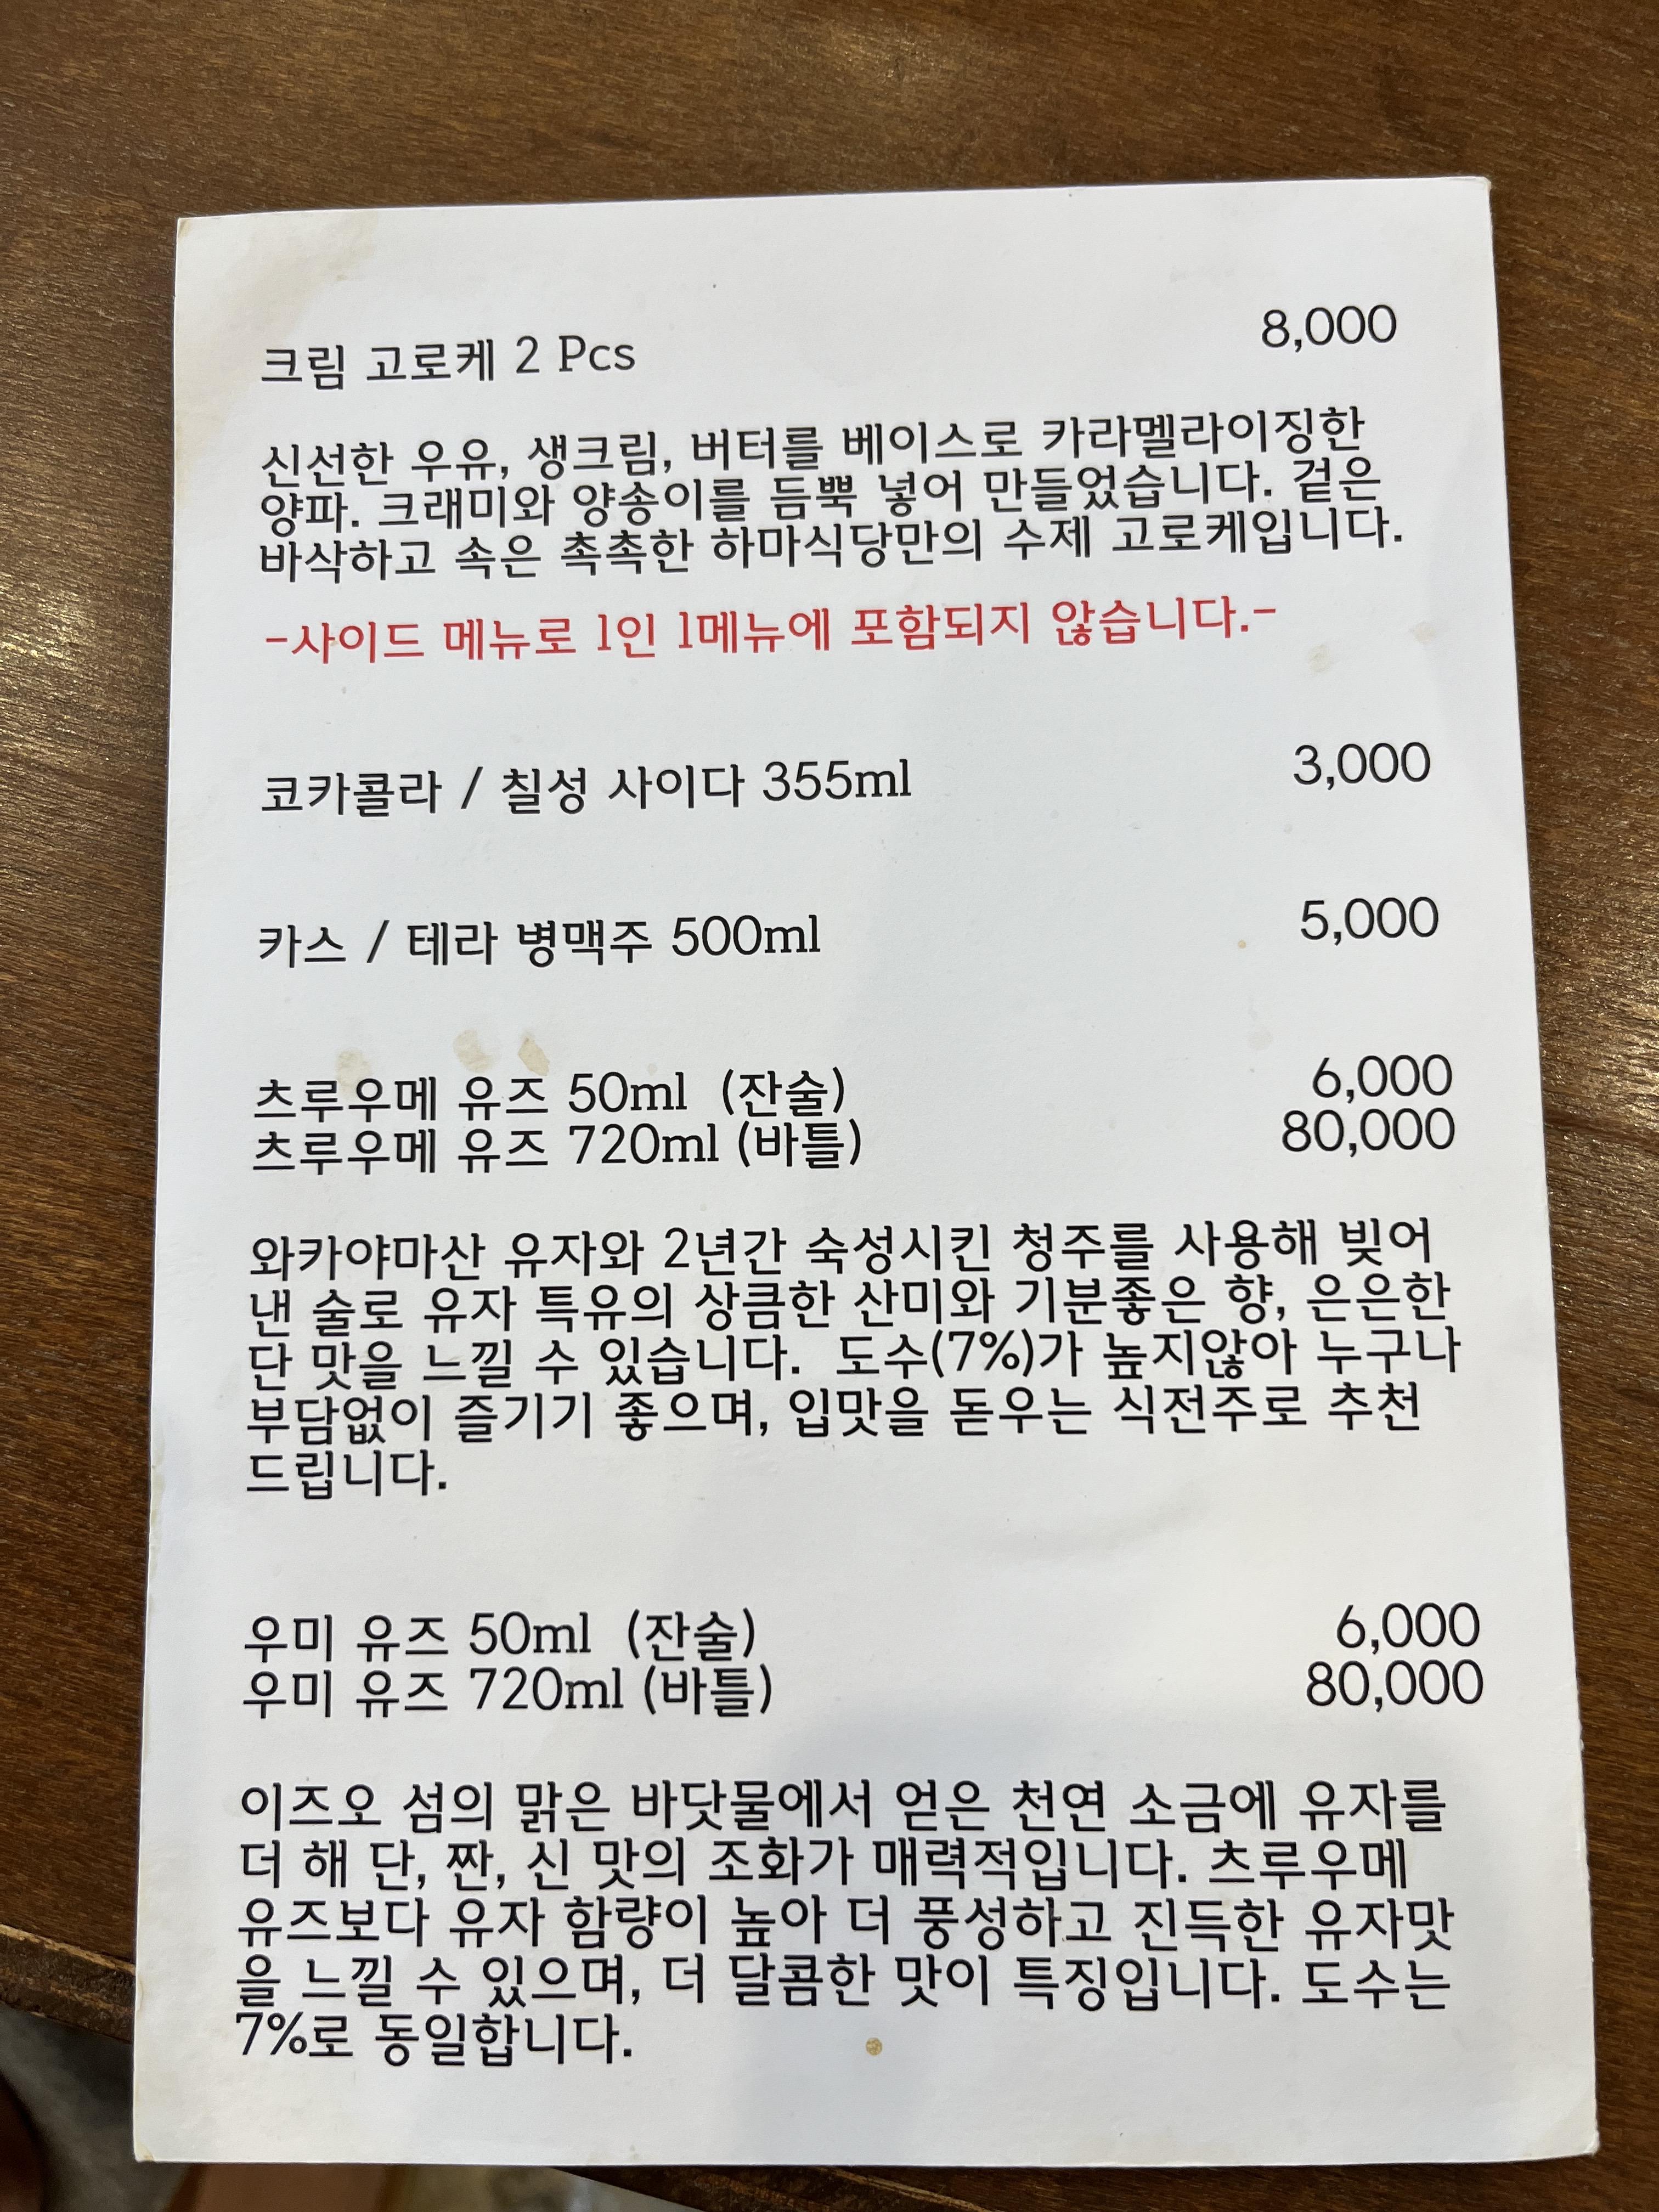 크림 고로케 2 Pcs 8,000
신선한 우유, 생크림, 버터를 베이스로 카라멜라이징한
양파. 크래미와 양송이를 듬뿍 넣어 만들었습니다. 겉은
바삭하고 속은 촉촉한 하마식당만의 수제 고로케입니다.
-사이드 메뉴로 1인 1메뉴에 포함되지 않습니다.-
코카콜라 / 칠성 사이다 355ml 3,000
카스 / 테라 병맥주 500ml 5,000
츠루우메 유즈 50ml (잔술) 6,000
츠루우메 유즈 720ml (바틀) 80,000
와카야마산 유자와 2년간 숙성시킨 청주를 사용해 빚어
낸 술로 유자 특유의 상큼한 산미와 기분좋은 향, 은은한
단 맛을 느낄 수 있습니다. 도수(7%)가 높지않아 누구나
부담없이 즐기기 좋으며, 입맛을 돋우는 식전주로 추천
드립니다.
우미 유즈 50ml (잔술) 6,000
우미 유즈 720ml (바틀) 80,000
이즈오 섬의 맑은 바닷물에서 얻은 천연 소금에 유자를
더 해 단, 짠, 신 맛의 조화가 매력적입니다. 츠루우메
유즈보다 유자 함량이 높아 더 풍성하고 진득한 유자맛
을 느낄 수 있으며, 더 달콤한 맛이 특징입니다. 도수는
7%로 동일합니다.